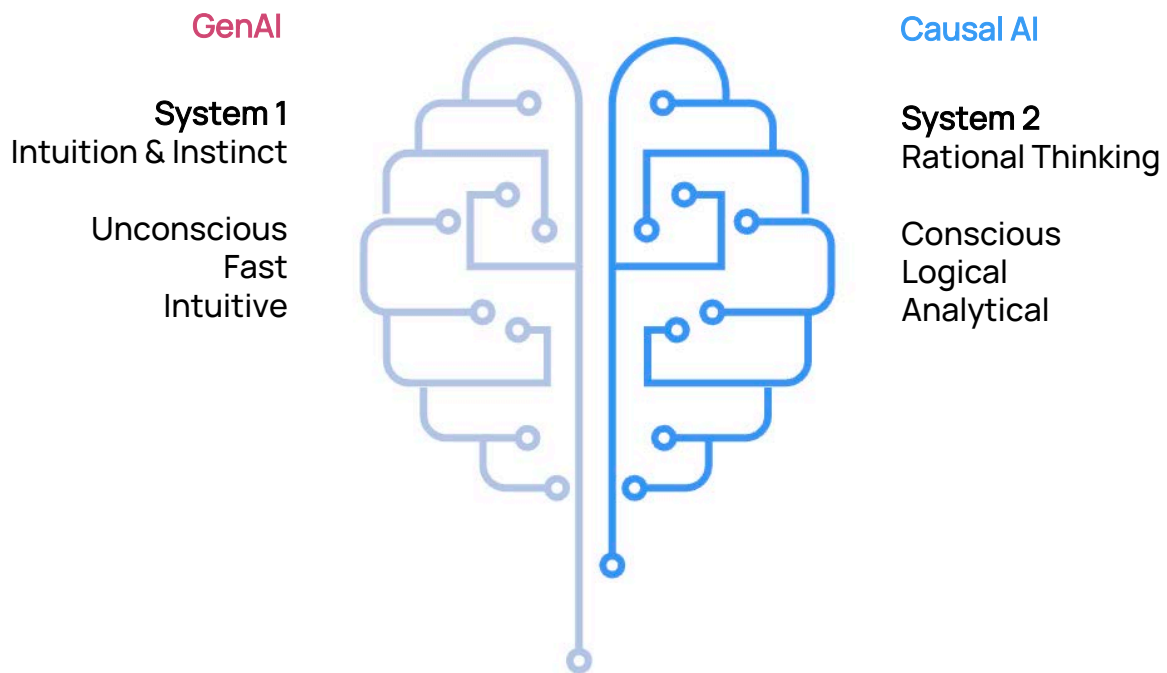 GenAI
System 1
Intuition & Instinct
Unconscious
Fast
Intuitive
Causal AI
System 2
Rational Thinking
Conscious
Logical
Analytical